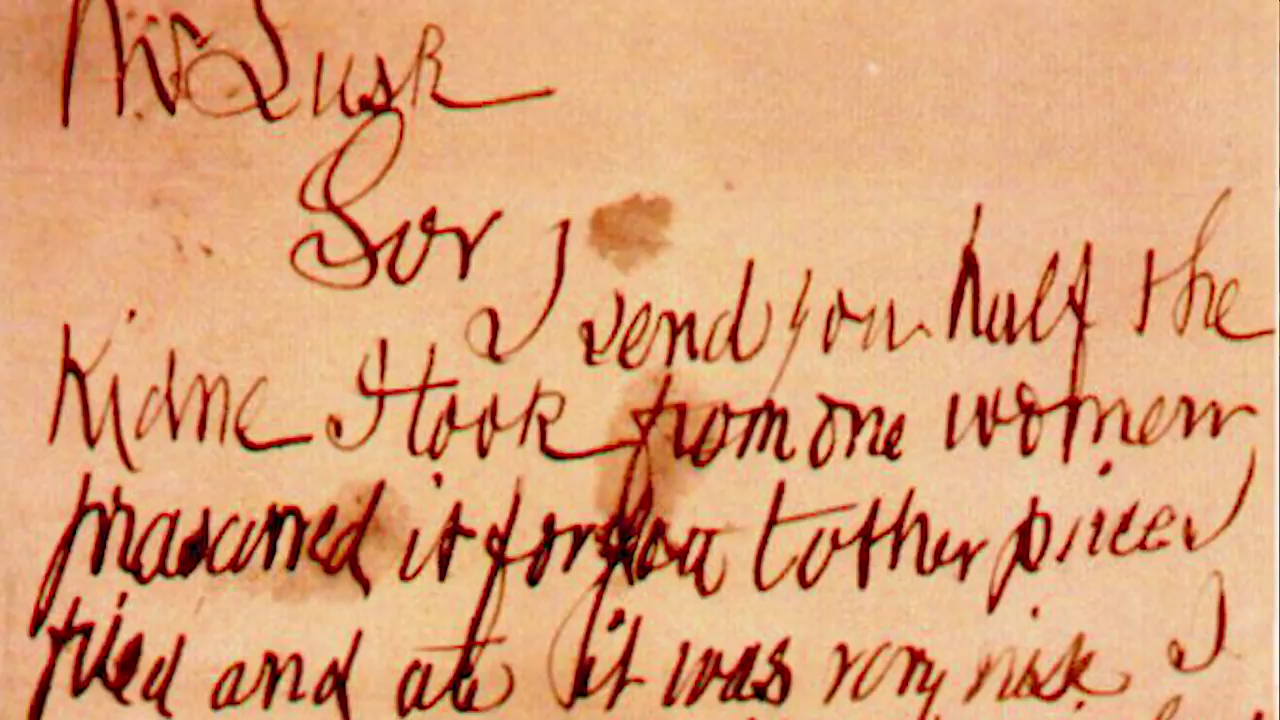 Mr Lusk
Sor
I send you half the
Kidne I took from one women
prasarved it for you tother piece I
fried and ate it was very nise I